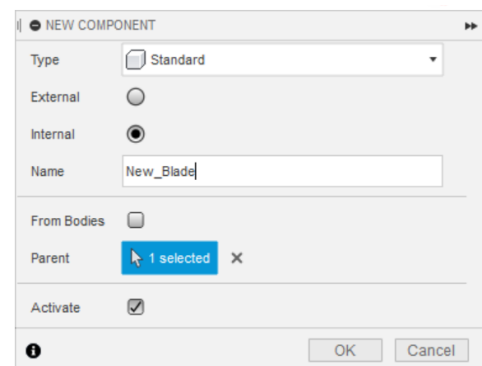 NEW COMPONENT
Type Standard
External
Internal
Name New_Blade
From Bodies
Parent 1 selected
Activate
OK Cancel